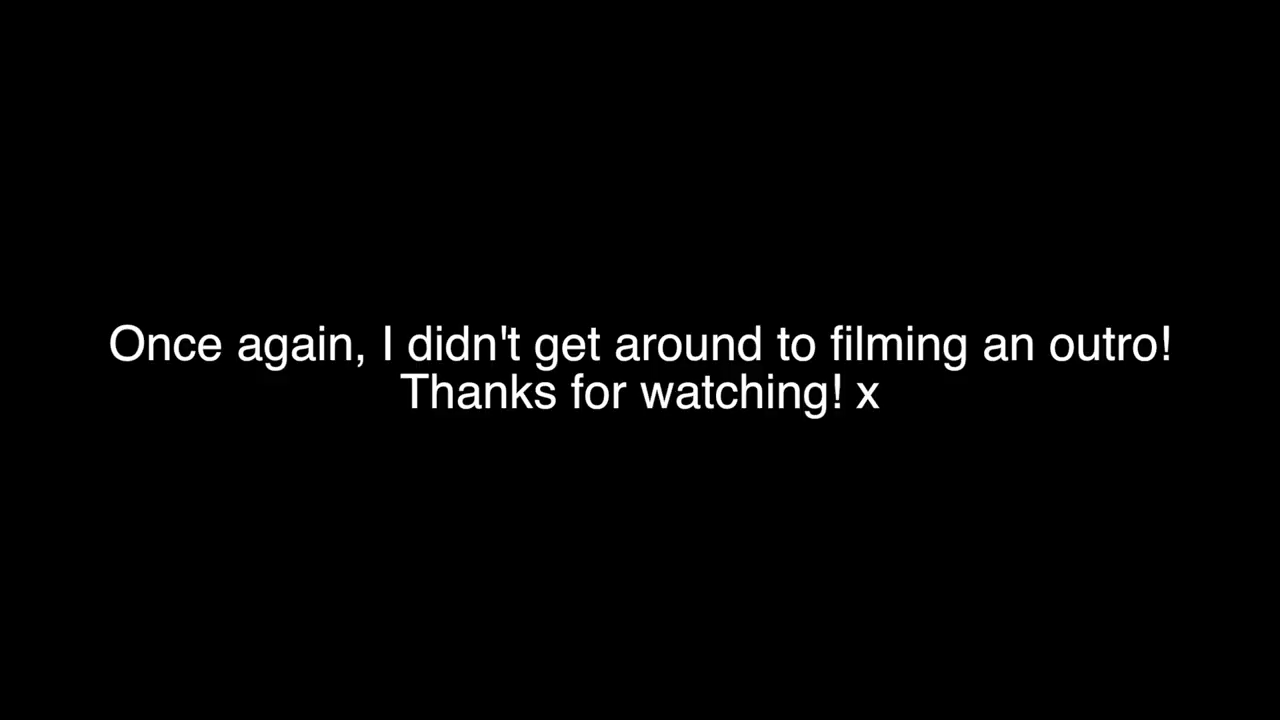 Once again, I didn't get around to filming an outro!
Thanks for watching! x